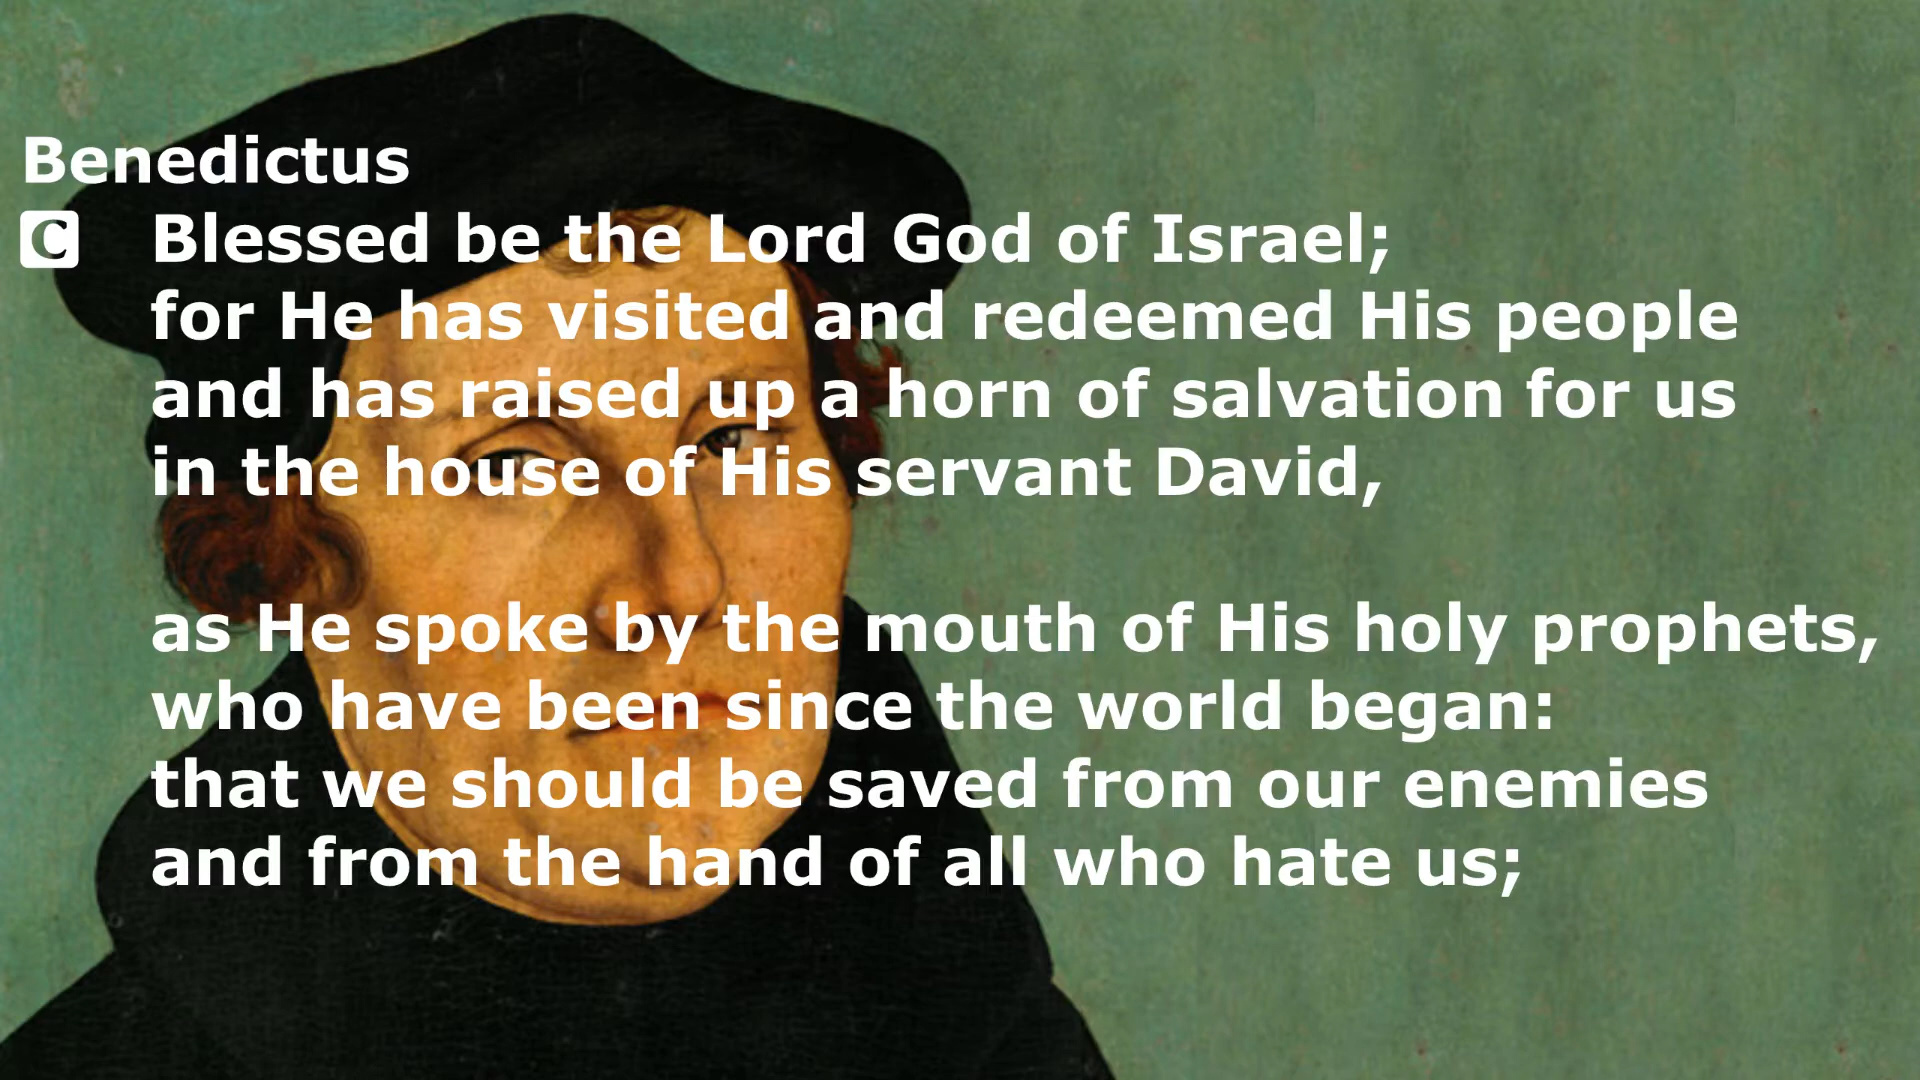 Benedictus
C Blessed be the Lord God of Israel;
for He has visited and redeemed His people
and has raised up a horn of salvation for us
in the house of His servant David,
as He spoke by the mouth of His holy prophets,
who have been since the world began:
that we should be saved from our enemies
and from the hand of all who hate us;